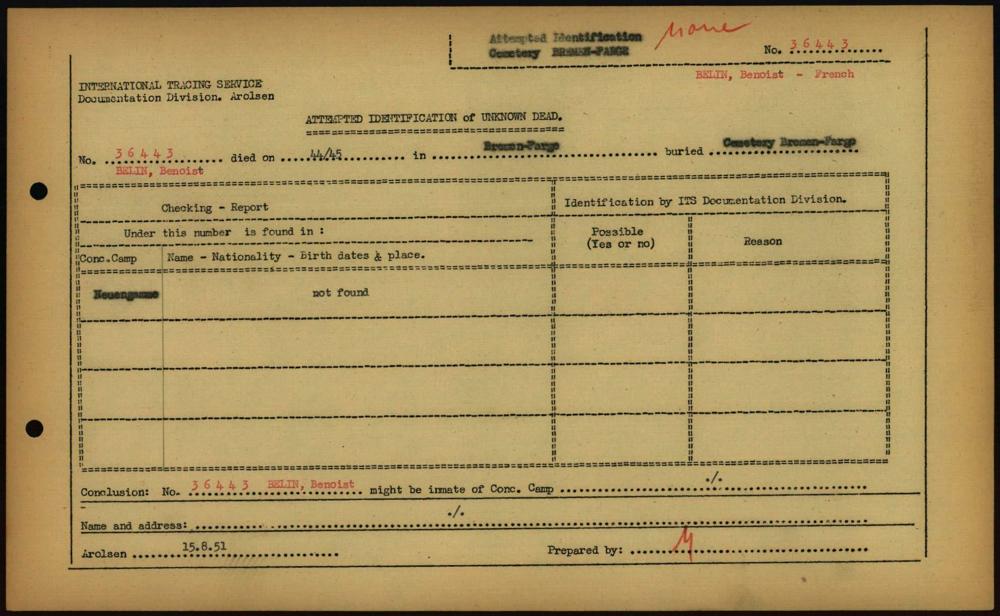 Attempted Identification
None
Cemetery BREMEN-FARGE
No. 36443
BELIN, Benoist - French
INTERNATIONAL TRACING SERVICE
Documentation Division. Arolsen
ATTEMPTED IDENTIFICATION of UNKNOWN DEAD.
No. 36443 died on 44/45 in Bremen-Farge buried Cemetery Bremen-Farge
BELIN, Benoist
Checking - Report
Identification by ITS Documentation Division.
Under this number is found in :
Possible
(Yes or no)
Reason
Conc.Camp
Name - Nationality - Birth dates & place.
Neuengamme
not found
Conclusion: No. 36443 BELIN, Benoist might be inmate of Conc. Camp ./.
Name and address: ./.
Arolsen 15.8.51
Prepared by: